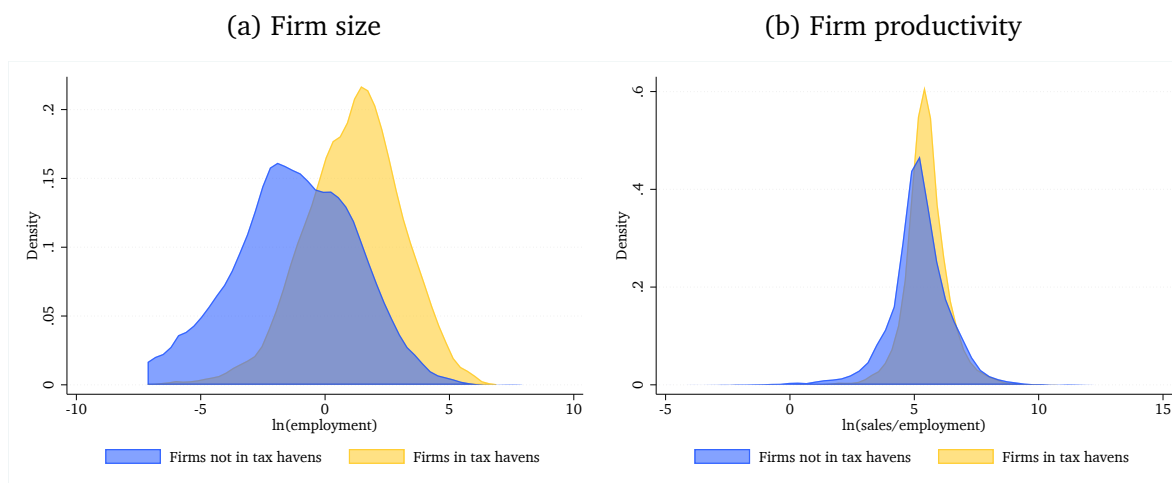 (a) Firm size
(b) Firm productivity
Density
.2
.15
.1
.05
0
-10 -5 0 5 10
ln(employment)
Firms not in tax havens Firms in tax havens
Density
.6
.4
.2
0
-5 0 5 10 15
ln(sales/employment)
Firms not in tax havens Firms in tax havens